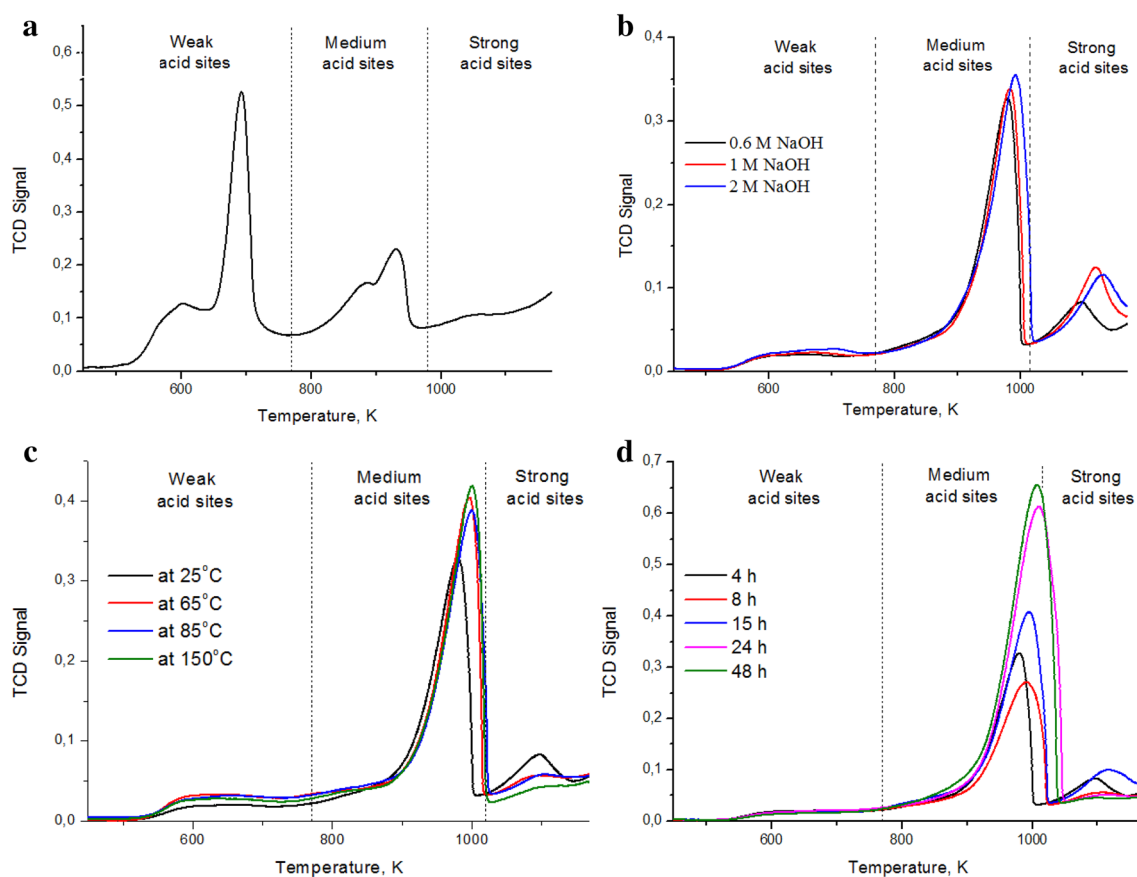 a
Weak
acid sites
Medium
acid sites
Strong
acid sites
0,6
0,5
0,4
0,3
0,2
0,1
0,0
TCD Signal
600
800
1000
Temperature, K
b
Weak
acid sites
Medium
acid sites
Strong
acid sites
0,4
0,3
0,2
0,1
0,0
TCD Signal
0.6 M NaOH
1 M NaOH
2 M NaOH
600
800
1000
Temperature, K
c
Weak
acid sites
Medium
acid sites
Strong
acid sites
0,4
0,3
0,2
0,1
0,0
TCD Signal
at 25°C
at 65°C
at 85°C
at 150°C
600
800
1000
Temperature, K
d
Weak
acid sites
Medium
acid sites
Strong
acid sites
0,7
0,6
0,5
0,4
0,3
0,2
0,1
0,0
TCD Signal
4 h
8 h
15 h
24 h
48 h
600
800
1000
Temperature, K